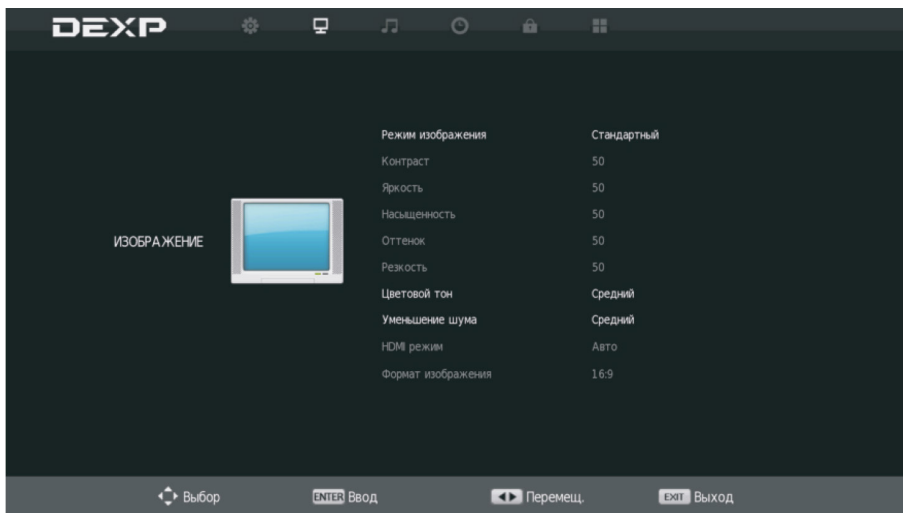 DEXP
Режим изображения Стандартный
Контраст 50
Яркость 50
Насыщенность 50
ИЗОБРАЖЕНИЕ
Оттенок 50
Резкость 50
Цветовой тон Средний
Уменьшение шума Средний
HDMI режим Авто
Формат изображения 16:9
Выбор ENTER Ввод Перемещ. EXIT Выход